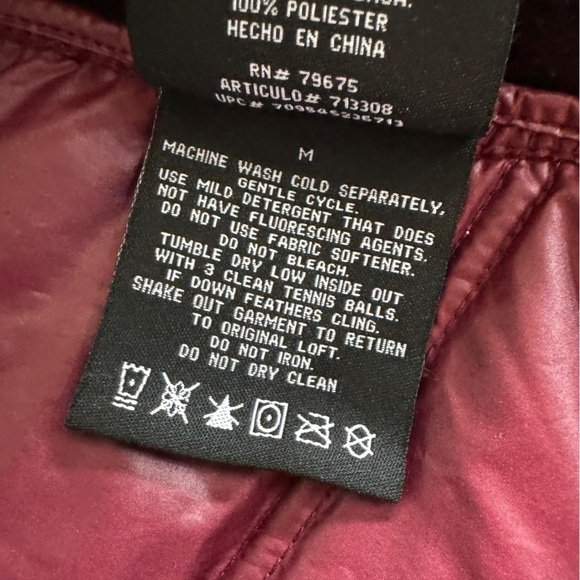 100% POLIESTER
HECHO EN CHINA
RN# 79675
ARTICULO# 713308
UPC# 709546236713
M
MACHINE WASH COLD SEPARATELY,
GENTLE CYCLE.
USE MILD DETERGENT THAT DOES
NOT HAVE FLUORESCING AGENTS.
DO NOT USE FABRIC SOFTENER.
DO NOT BLEACH.
TUMBLE DRY LOW INSIDE OUT
WITH 3 CLEAN TENNIS BALLS.
IF DOWN FEATHERS CLING.
SHAKE OUT GARMENT TO RETURN
TO ORIGINAL LOFT.
DO NOT IRON.
DO NOT DRY CLEAN